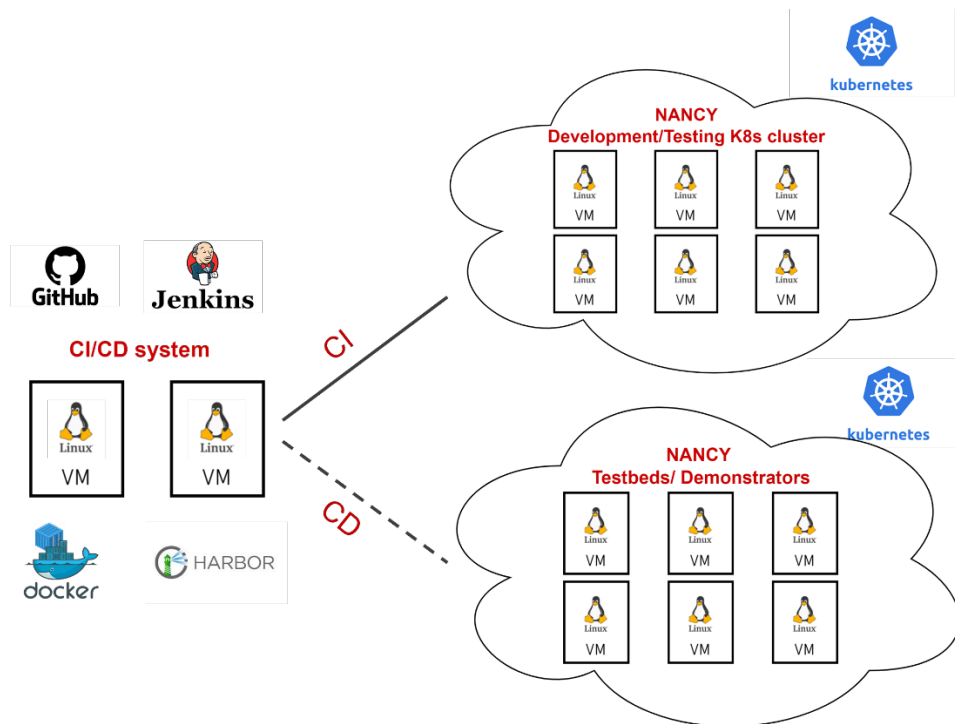 kubernetes
NANCY
Development/Testing K8s cluster
Linux Linux Linux
VM VM VM
Linux Linux Linux
VM VM VM
GitHub Jenkins
CI/CD system
CI
Linux Linux
VM VM
CD
docker HARBOR
kubernetes
NANCY
Testbeds/ Demonstrators
Linux Linux Linux
VM VM VM
Linux Linux Linux
VM VM VM